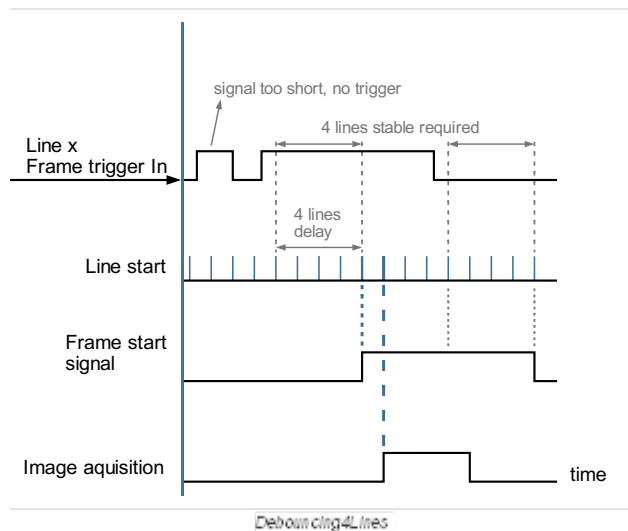 signal too short, no trigger
4 lines stable required
Line x
Frame trigger In
4 lines
delay
Line start
Frame start
signal
Image aquisition
time
Debouncing4Lines